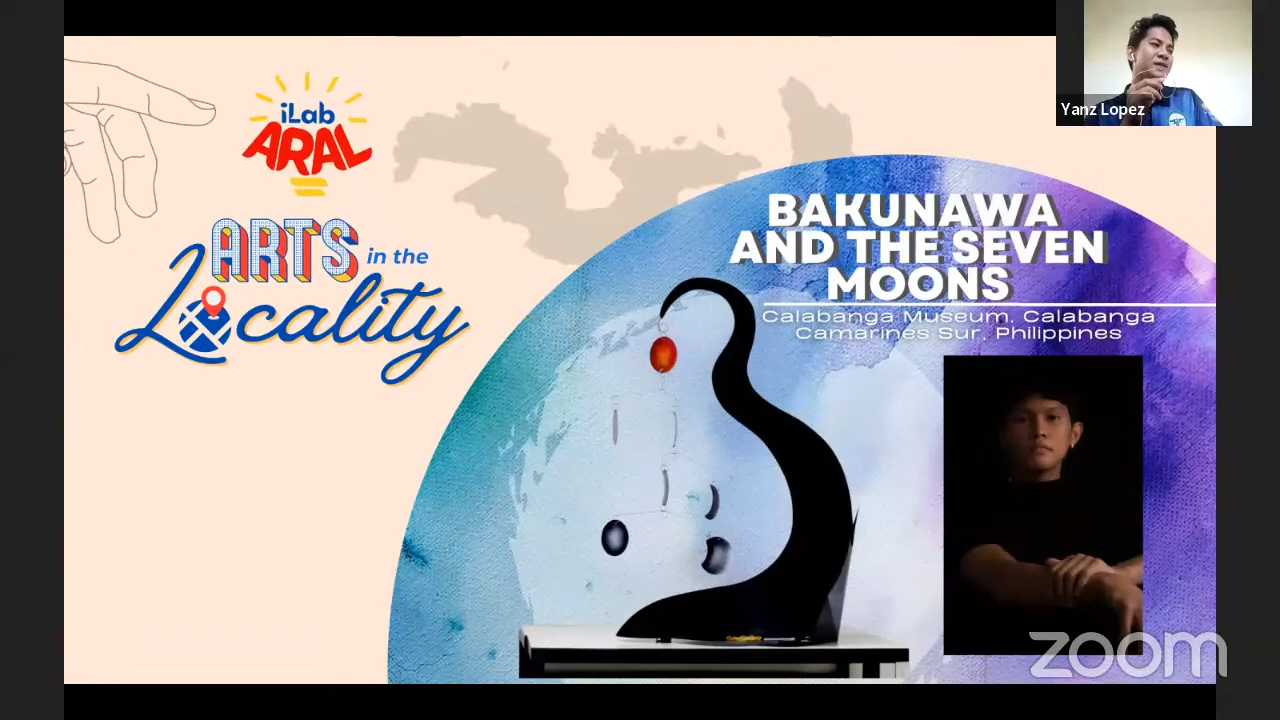 Yanz Lopez
iLab
ARAL
ARTS in the
Locality
BAKUNAWA
AND THE SEVEN
MOONS
Calabanga Museum, Calabanga
Camarines Sur, Philippines
zoom